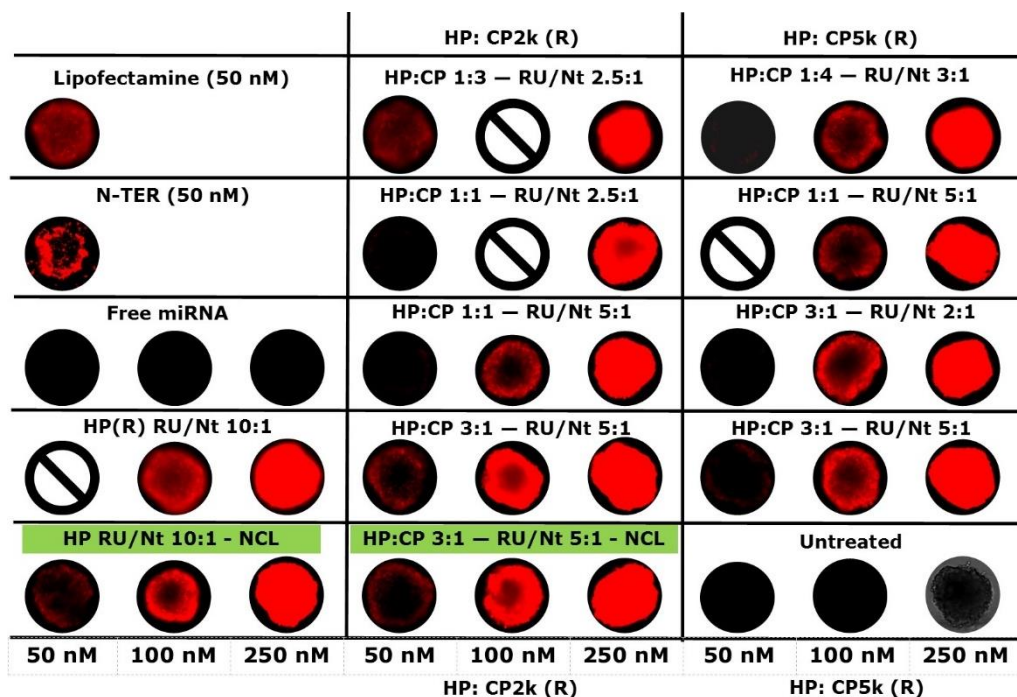 HP: CP2k (R)
HP: CP5k (R)
Lipofectamine (50 nM)
HP:CP 1:3 — RU/Nt 2.5:1
HP:CP 1:4 — RU/Nt 3:1
N-TER (50 nM)
HP:CP 1:1 — RU/Nt 2.5:1
HP:CP 1:1 — RU/Nt 5:1
Free miRNA
HP:CP 1:1 — RU/Nt 5:1
HP:CP 3:1 — RU/Nt 2:1
HP(R) RU/Nt 10:1
HP:CP 3:1 — RU/Nt 5:1
HP:CP 3:1 — RU/Nt 5:1
HP RU/Nt 10:1 - NCL
HP:CP 3:1 — RU/Nt 5:1 - NCL
Untreated
50 nM 100 nM 250 nM 50 nM 100 nM 250 nM 50 nM 100 nM 250 nM
HP: CP2k (R)
HP: CP5k (R)